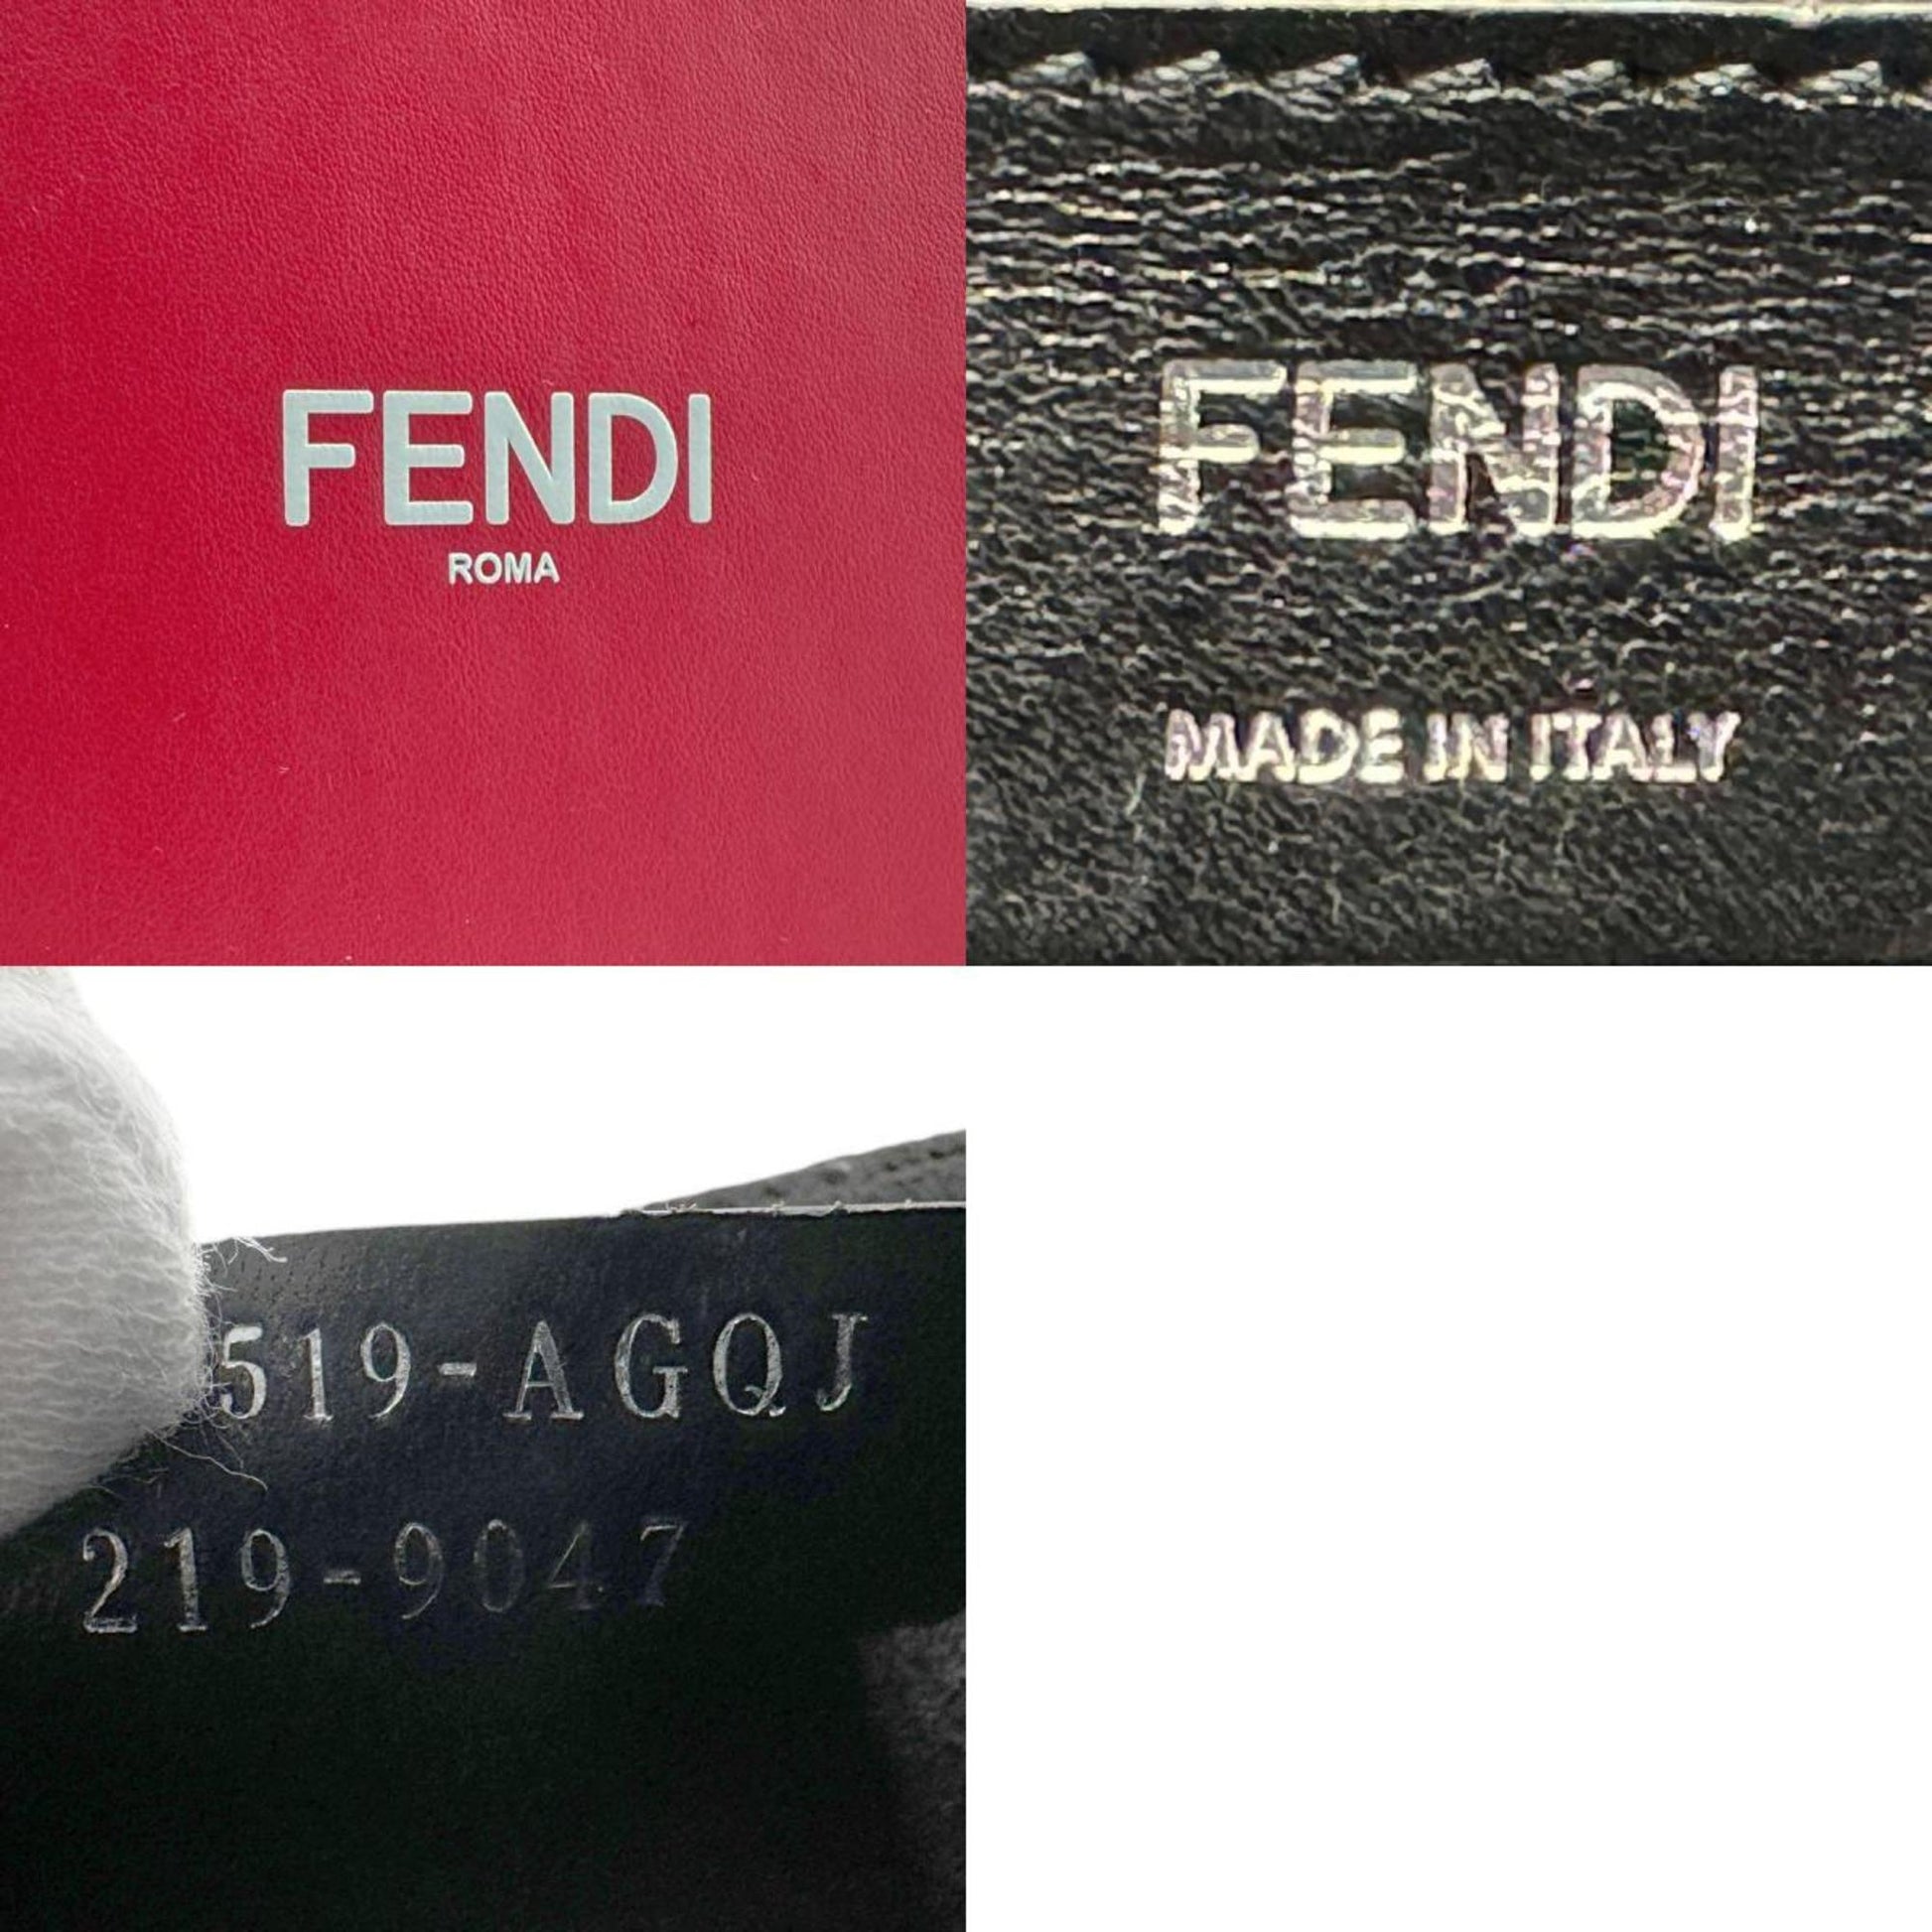 FENDI
ROMA
FENDI
MADE IN ITALY
519-AGQJ
219-9047